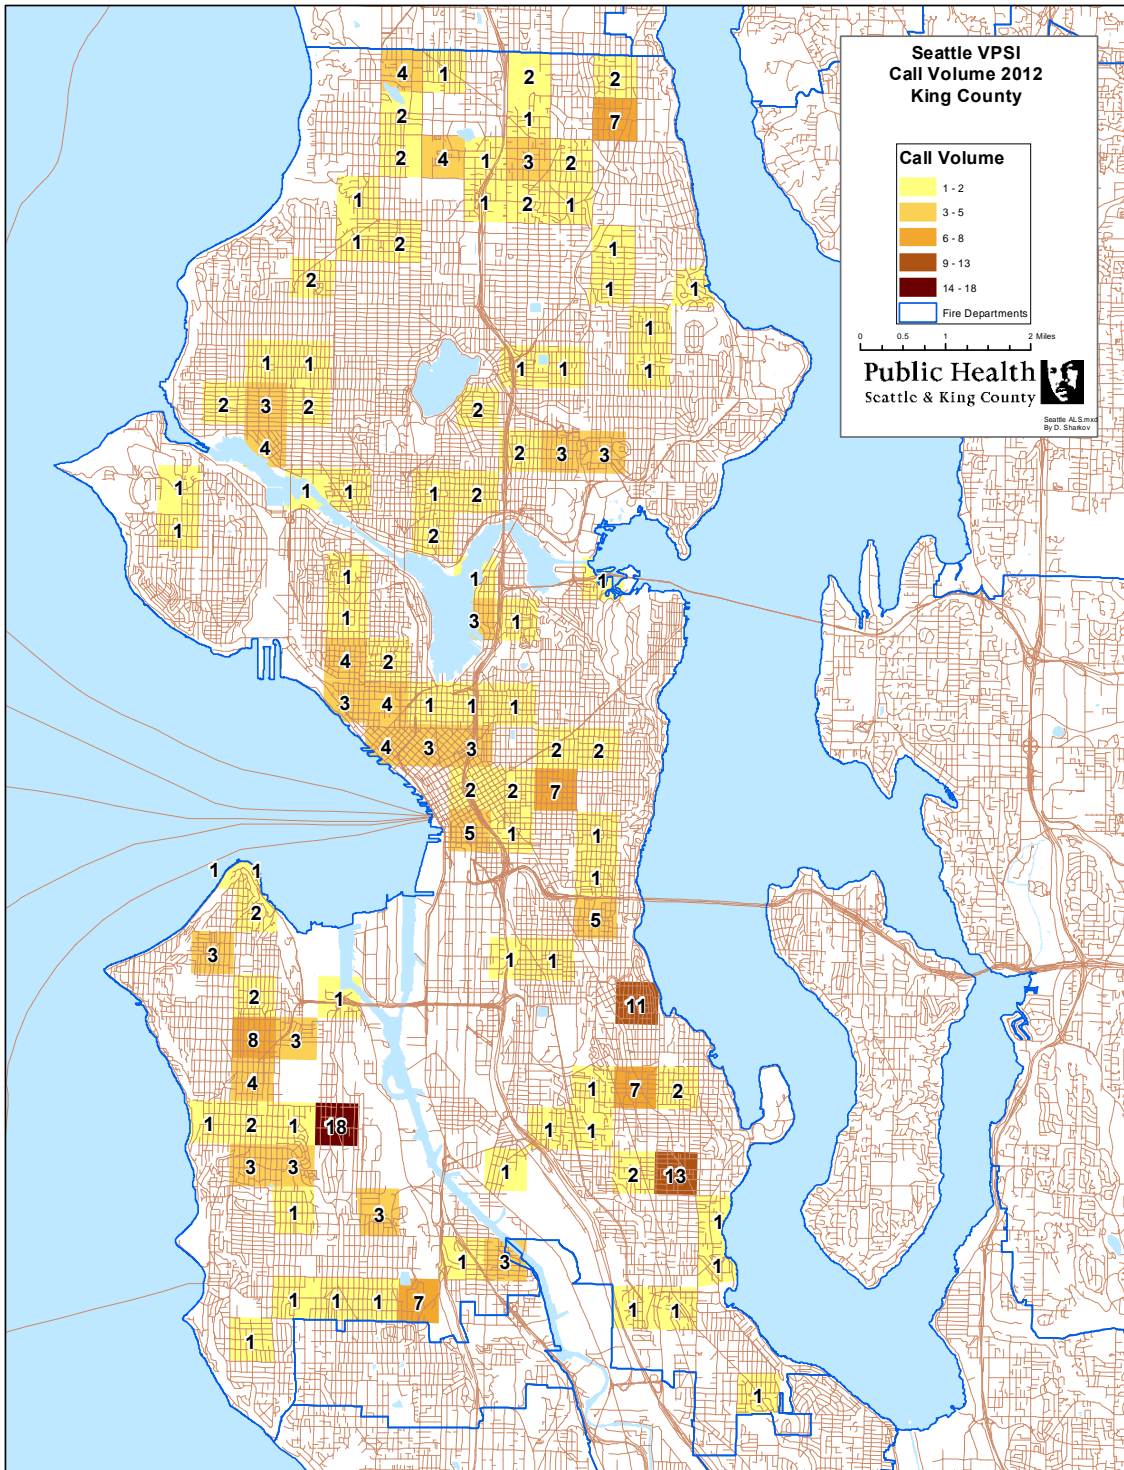 Seattle VPSI
Call Volume 2012
King County
Call Volume
1 - 2
3 - 5
6 - 8
9 - 13
14 - 18
Fire Departments
0 0.5 1 2 Miles
Public Health
Seattle & King County
Seattle ALS.mxd
By D. Sharkov
4 1 2 2
2 1 7
2 4 1 3 2
1 1 2 1
1 2 1
2 1 1
1
1 1 1 1 1
2 3 2 2
4 2 3 3
1 1 1 1 2
1 2
1 1 1
1 3 1
4 2
3 4 1 1 1
4 3 3 2 2
2 2 7
5 1 1
1 1 1
2 5
3 1 1
2 1 11
8 3
4 1 7 2
1 2 1 18 1 1
3 3 1 2 13
1 3 1
1 3 1
1 1 1 7 1 1
1
1